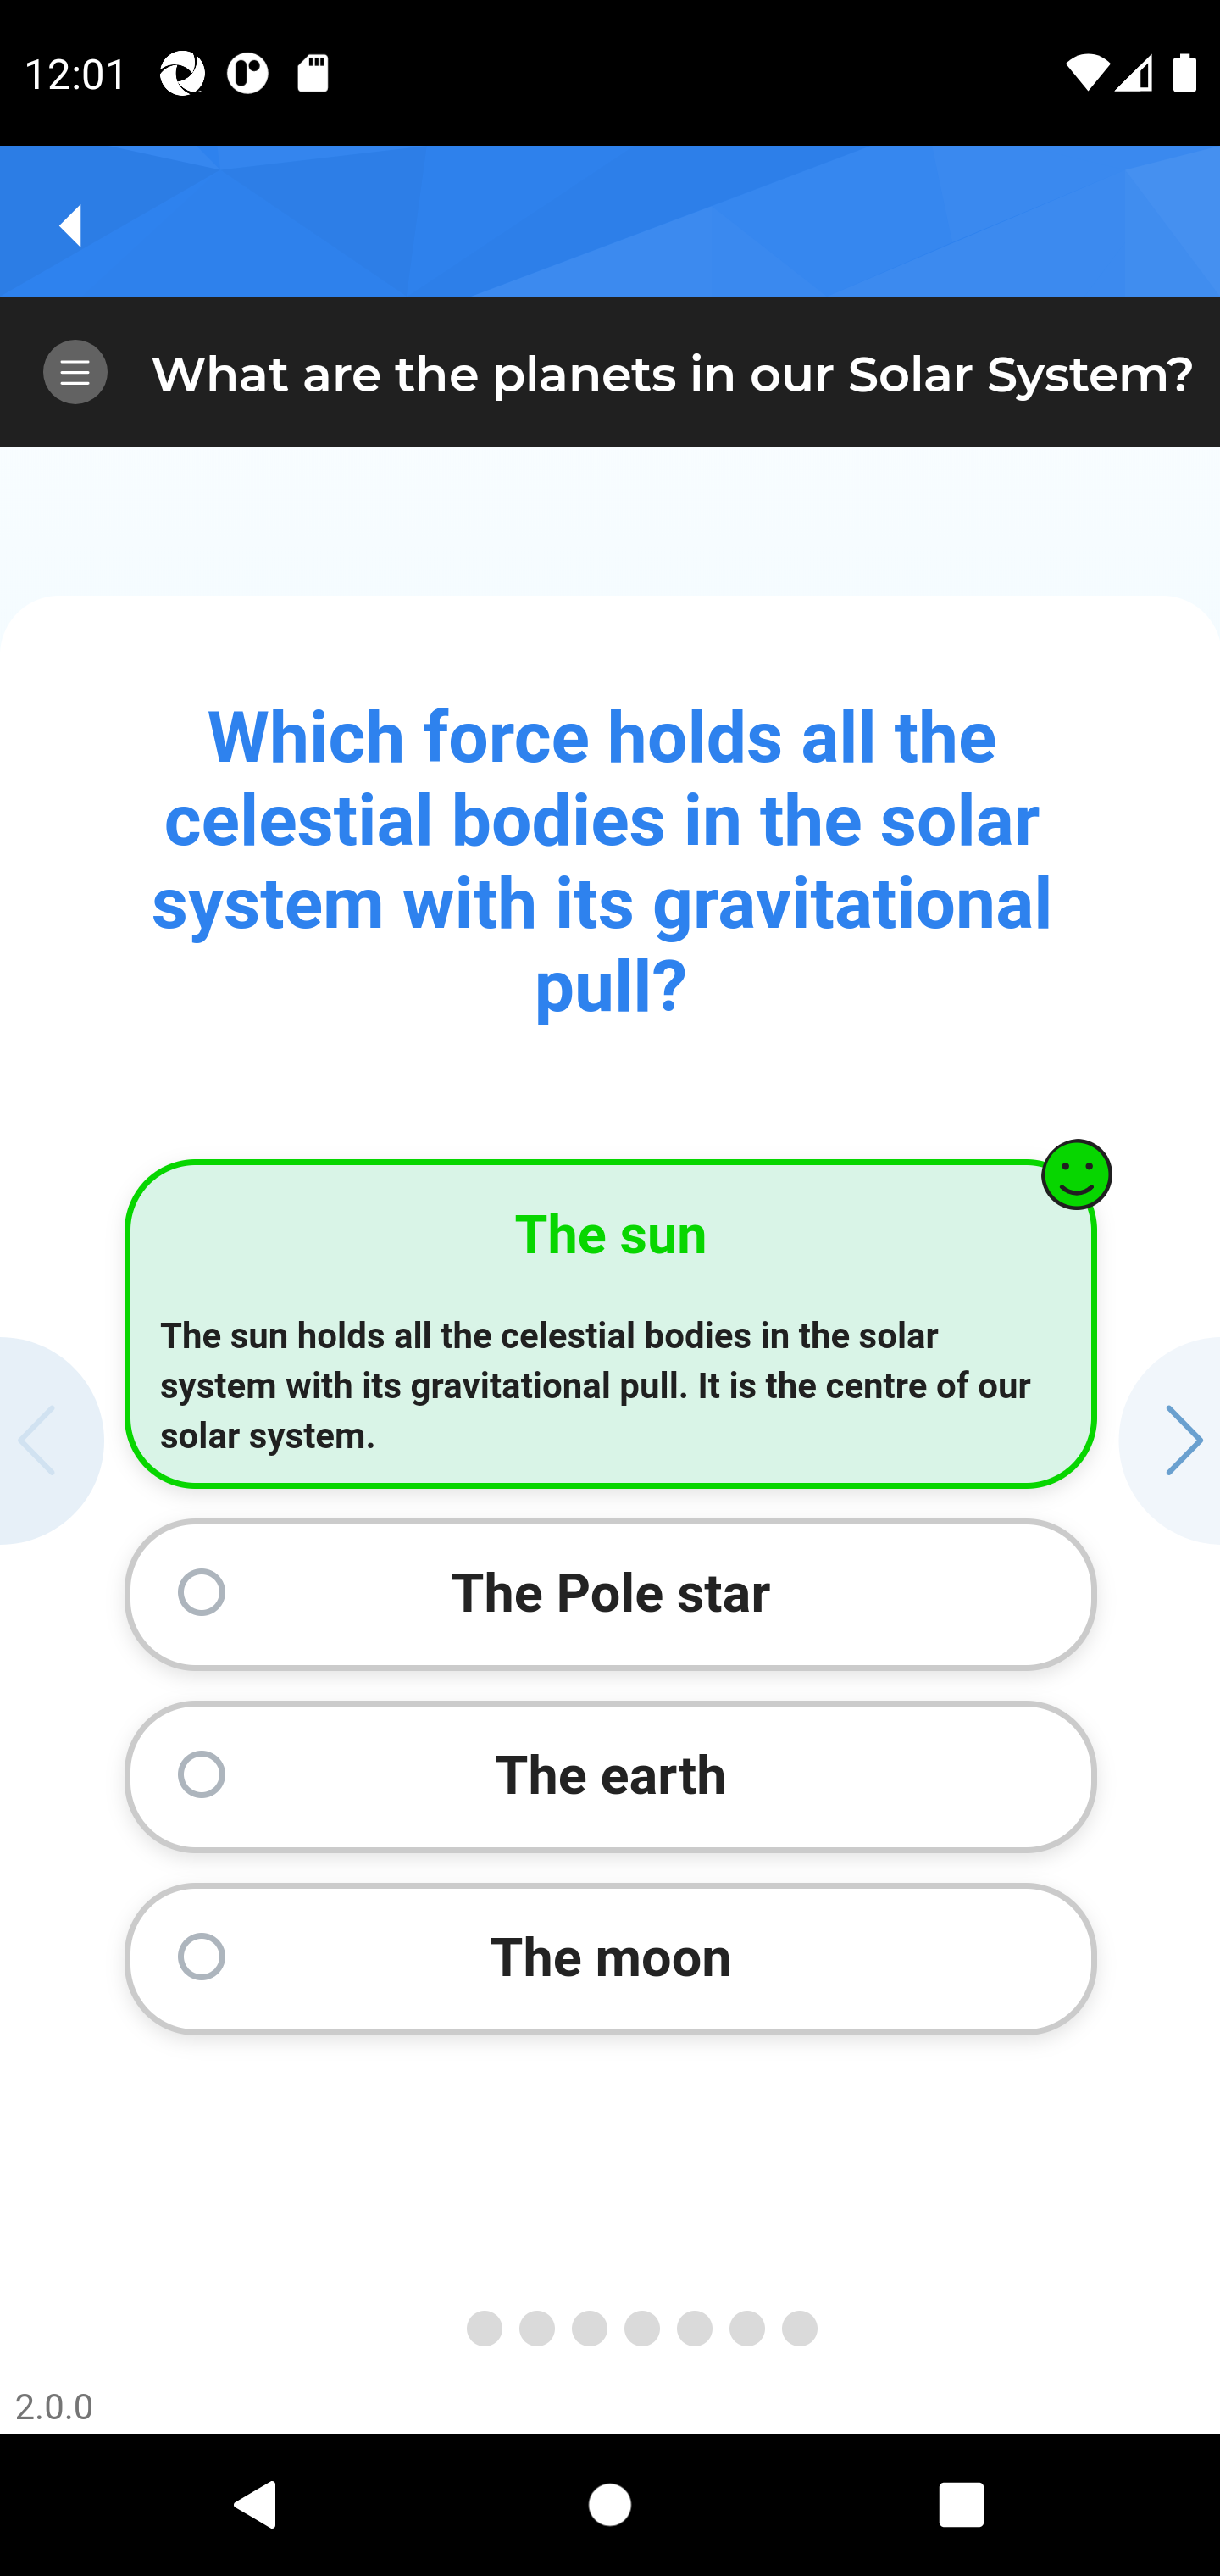 12:01
What are the planets in our Solar System?
Which force holds all the
celestial bodies in the solar
system with its gravitational
pull?
The sun
The sun holds all the celestial bodies in the solar
system with its gravitational pull. It is the centre of our
solar system.
The Pole star
The earth
The moon
2.0.0